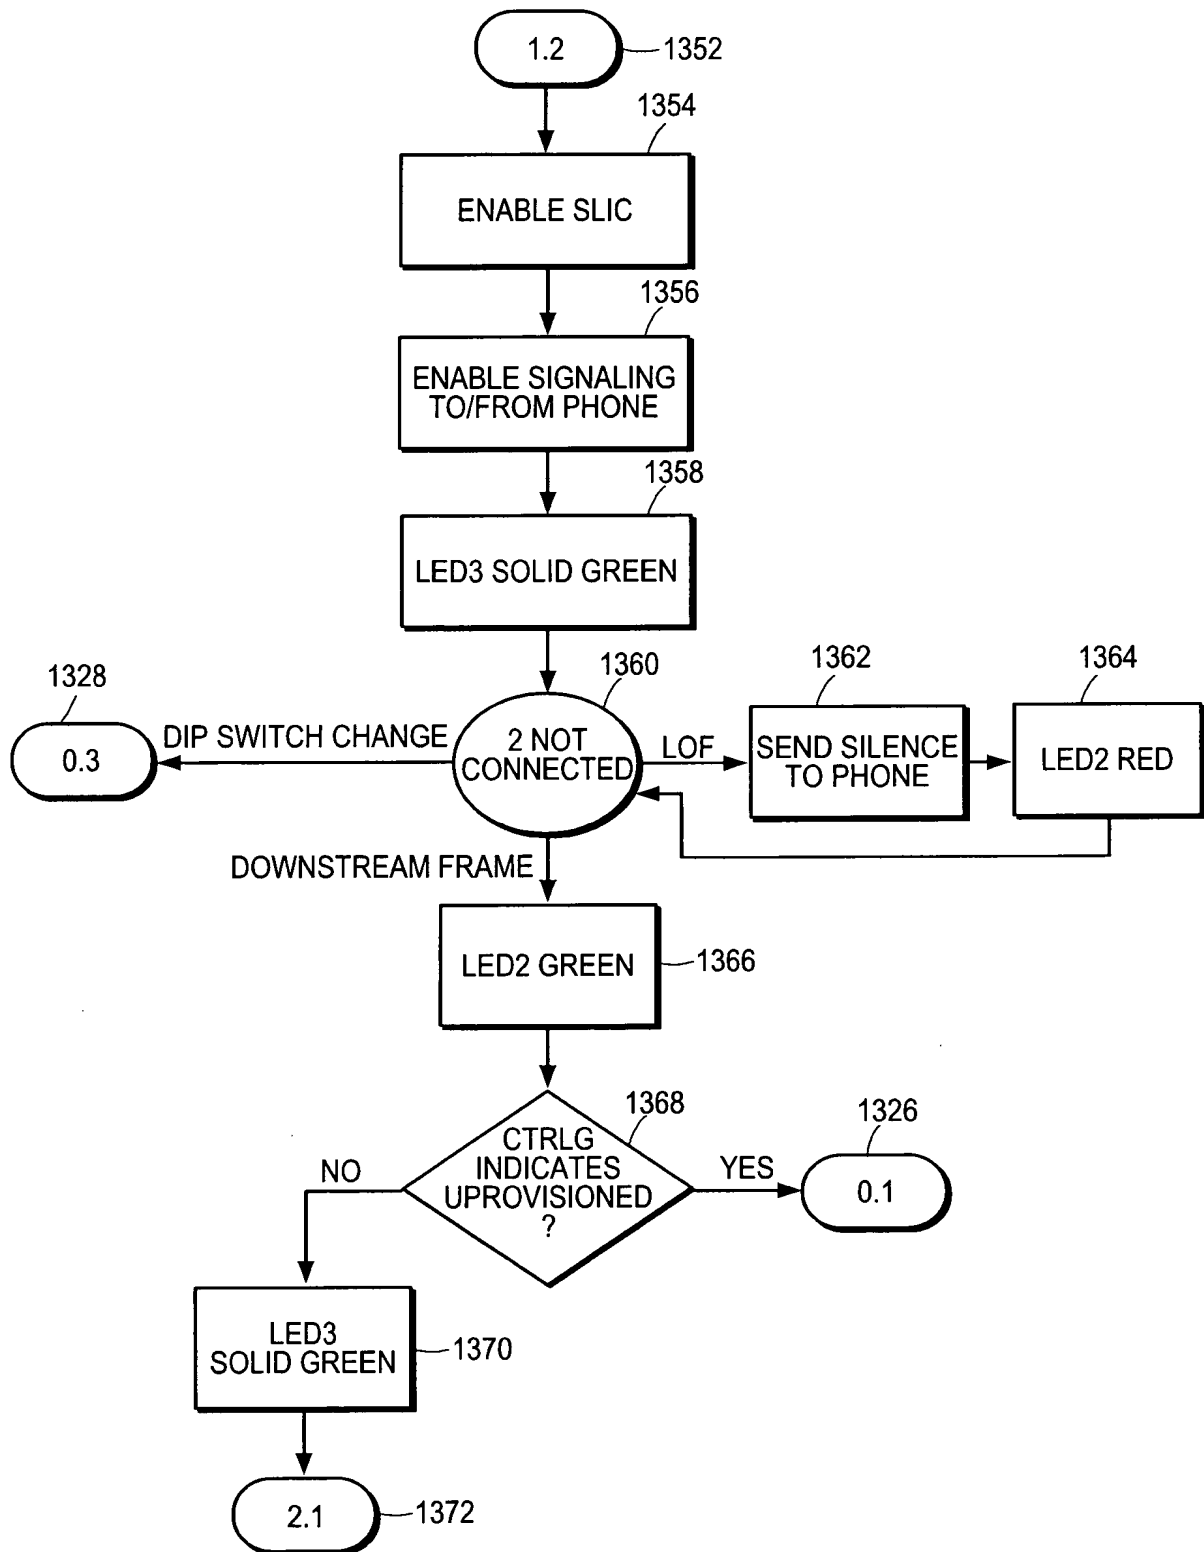 1.2
1352
1354
ENABLE SLIC
1356
ENABLE SIGNALING
TO/FROM PHONE
1358
LED3 SOLID GREEN
1328
0.3
DIP SWITCH CHANGE
1360
2 NOT
CONNECTED
LOF
1362
SEND SILENCE
TO PHONE
1364
LED2 RED
DOWNSTREAM FRAME
LED2 GREEN
1366
1368
CTRLG
INDICATES
UPROVISIONED
?
NO
YES
1326
0.1
LED3
SOLID GREEN
1370
2.1
1372